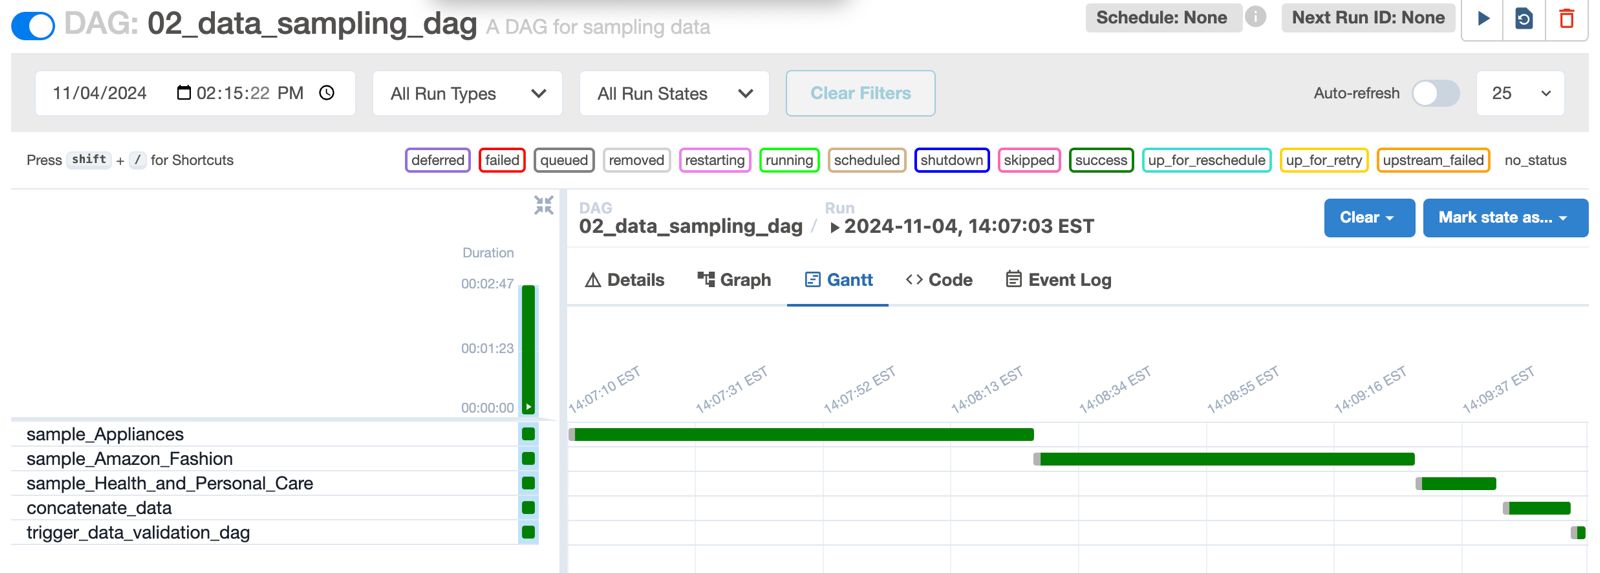 DAG: 02_data_sampling_dag A DAG for sampling data
Schedule: None
Next Run ID: None
11/04/2024 02:15:22 PM
All Run Types
All Run States
Clear Filters
Auto-refresh
25
Press shift + / for Shortcuts
deferred failed queued removed restarting running scheduled shutdown skipped success up_for_reschedule up_for_retry upstream_failed no_status
DAG
02_data_sampling_dag /
Run
2024-11-04, 14:07:03 EST
Clear
Mark state as...
Details
Graph
Gantt
Code
Event Log
Duration
00:02:47
00:01:23
00:00:00
14:07:10 EST
14:07:31 EST
14:07:52 EST
14:08:13 EST
14:08:34 EST
14:08:55 EST
14:09:16 EST
14:09:37 EST
sample_Appliances
sample_Amazon_Fashion
sample_Health_and_Personal_Care
concatenate_data
trigger_data_validation_dag